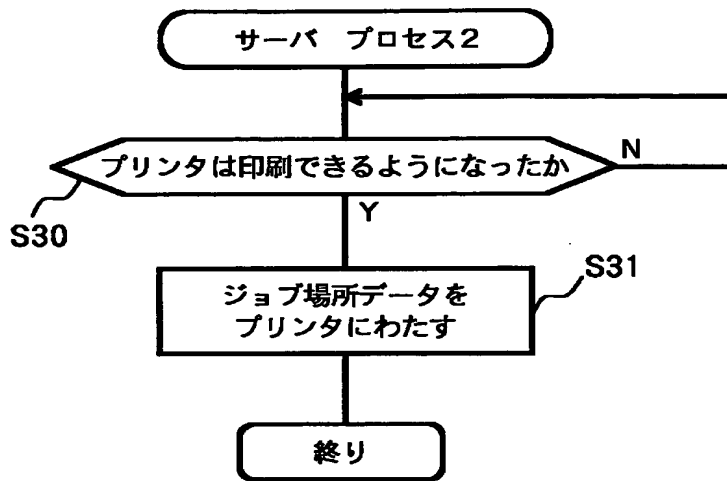 サーバ プロセス2
プリンタは印刷できるようになったか
N
S30
Y
S31
ジョブ場所データを
プリンタにわたす
終り